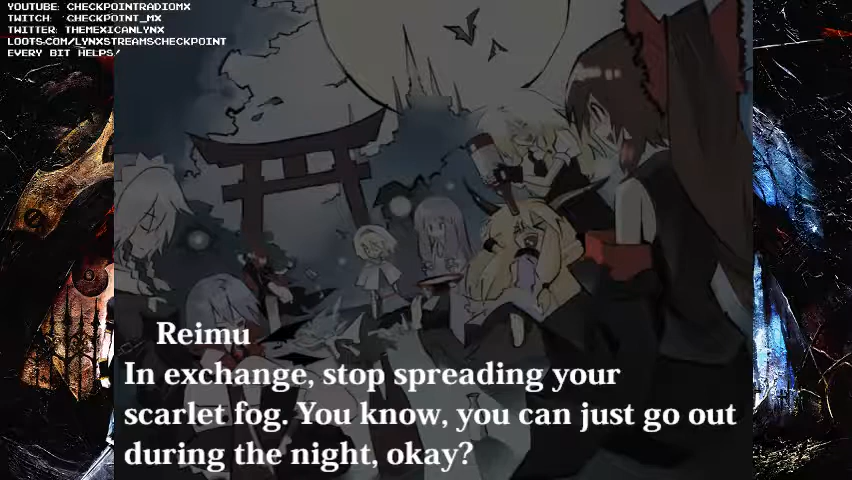 YOUTUBE: CHECKPOINTRADIOMX
TWITCH: CHECKPOINT_MX
TWITTER: THEMEXICANLYNX
LOOTS.COM/LYNXSTREAMSCHECKPOINT
EVERY BIT HELPS!
Reimu
In exchange, stop spreading your
scarlet fog. You know, you can just go out
during the night, okay?